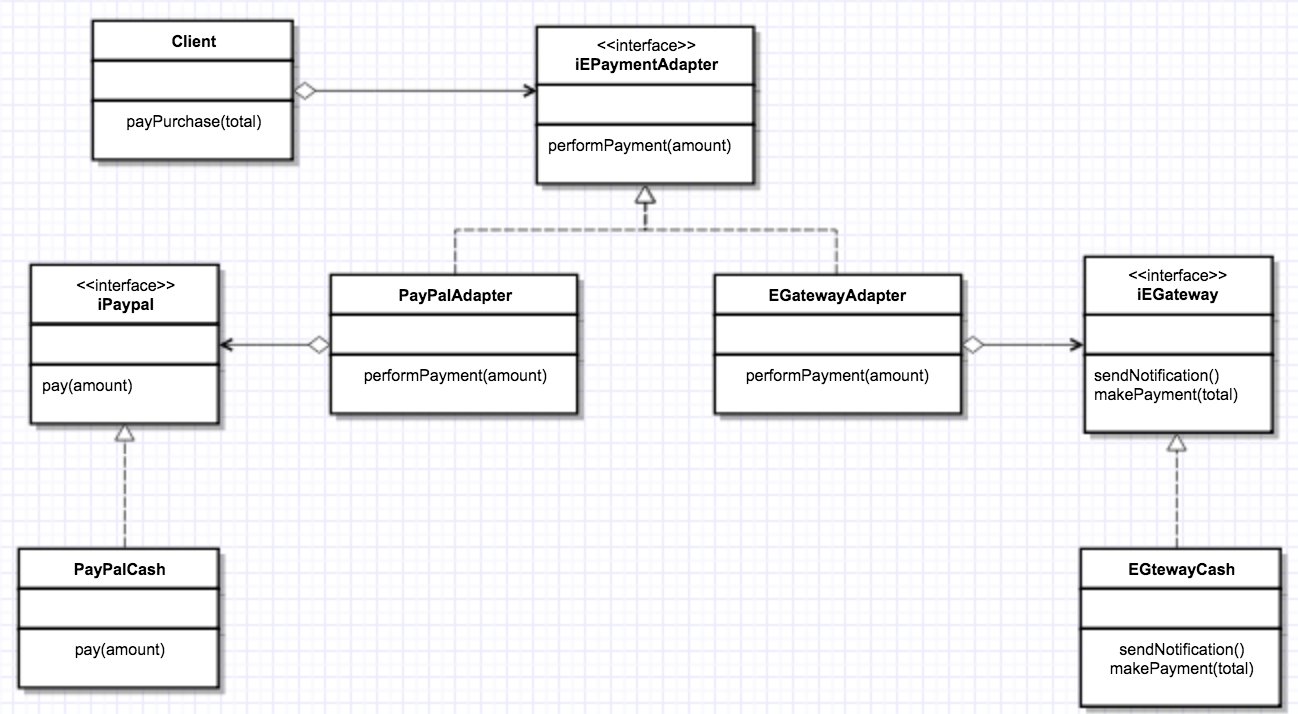 Client
payPurchase(total)
<<interface>>
iEPaymentAdapter
performPayment(amount)
<<interface>>
iPaypal
pay(amount)
PayPalAdapter
performPayment(amount)
EGatewayAdapter
performPayment(amount)
<<interface>>
iEGateway
sendNotification()
makePayment(total)
PayPalCash
pay(amount)
EGtewayCash
sendNotification()
makePayment(total)